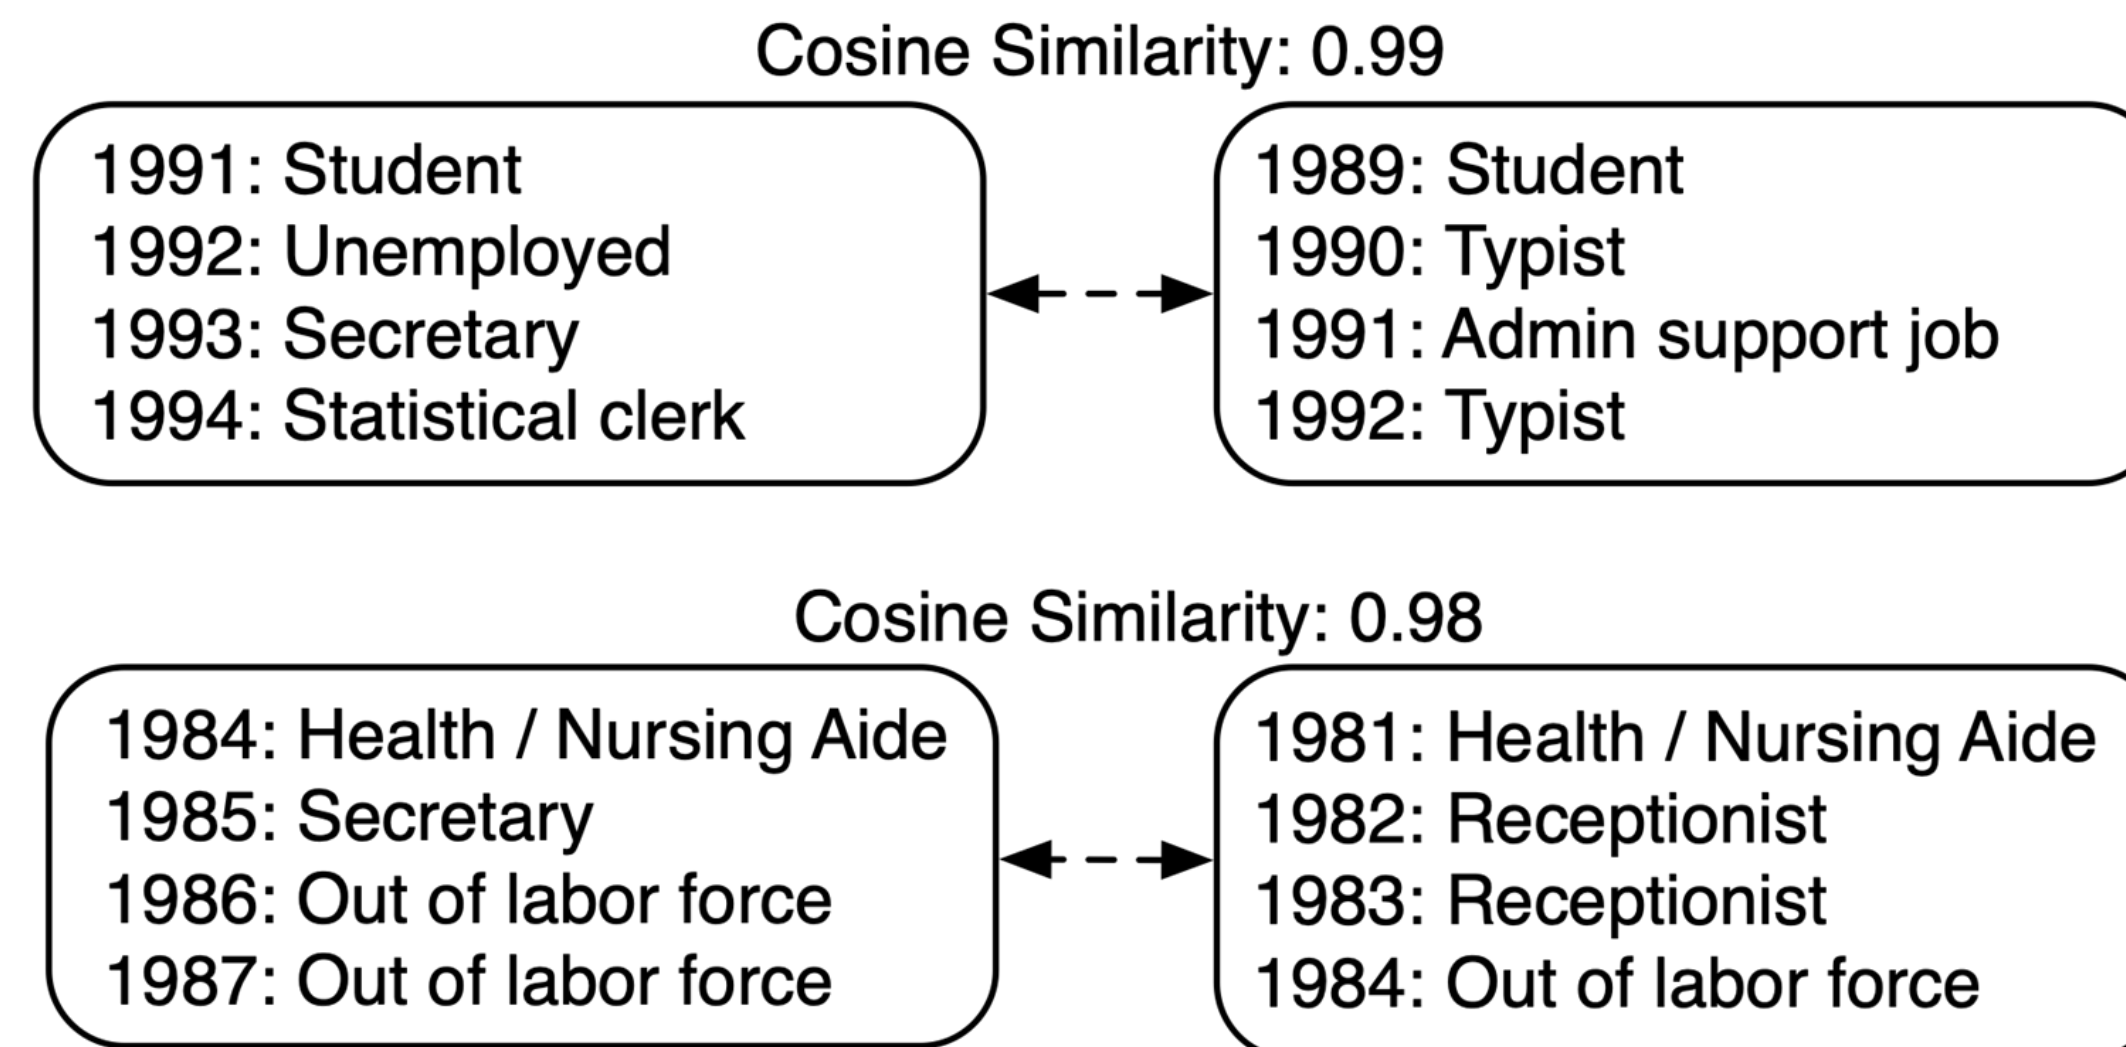 Cosine Similarity: 0.99
1991: Student
1992: Unemployed
1993: Secretary
1994: Statistical clerk
1989: Student
1990: Typist
1991: Admin support job
1992: Typist
Cosine Similarity: 0.98
1984: Health / Nursing Aide
1985: Secretary
1986: Out of labor force
1987: Out of labor force
1981: Health / Nursing Aide
1982: Receptionist
1983: Receptionist
1984: Out of labor force